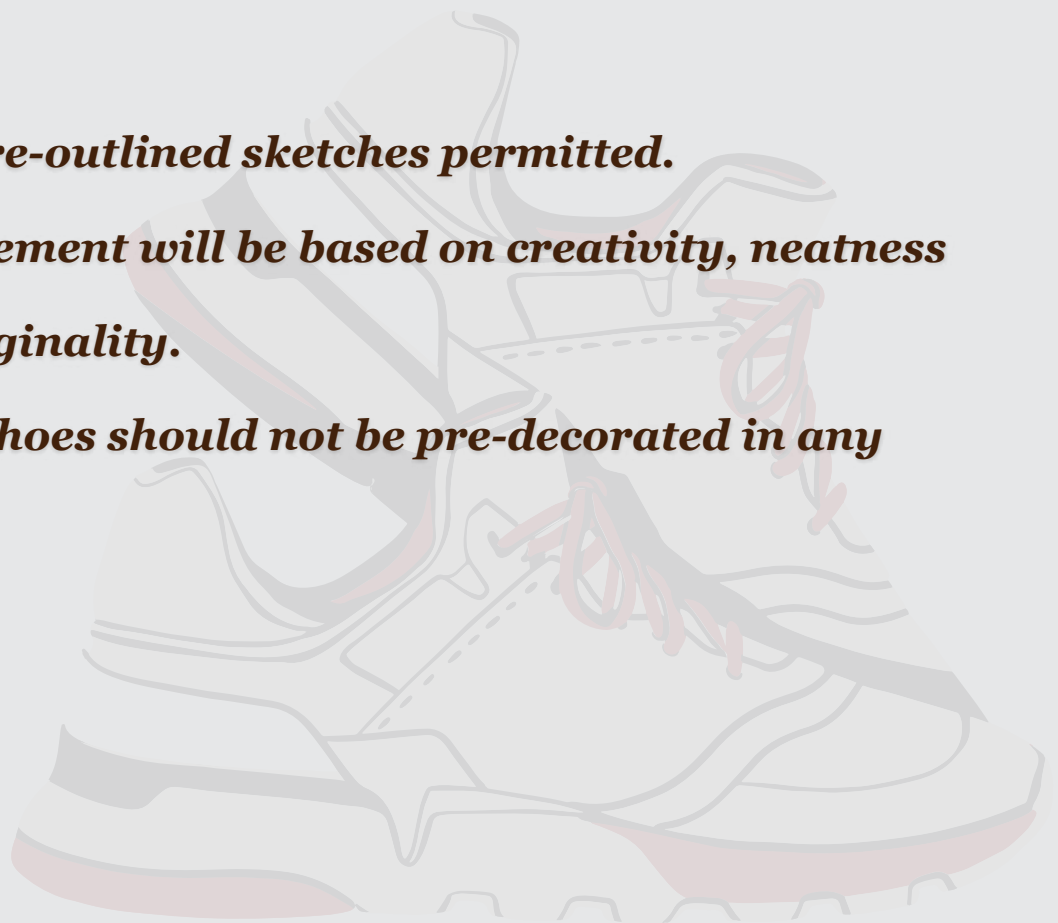 re-outlined sketches permitted.
ement will be based on creativity, neatness
ginality.
hoes should not be pre-decorated in any